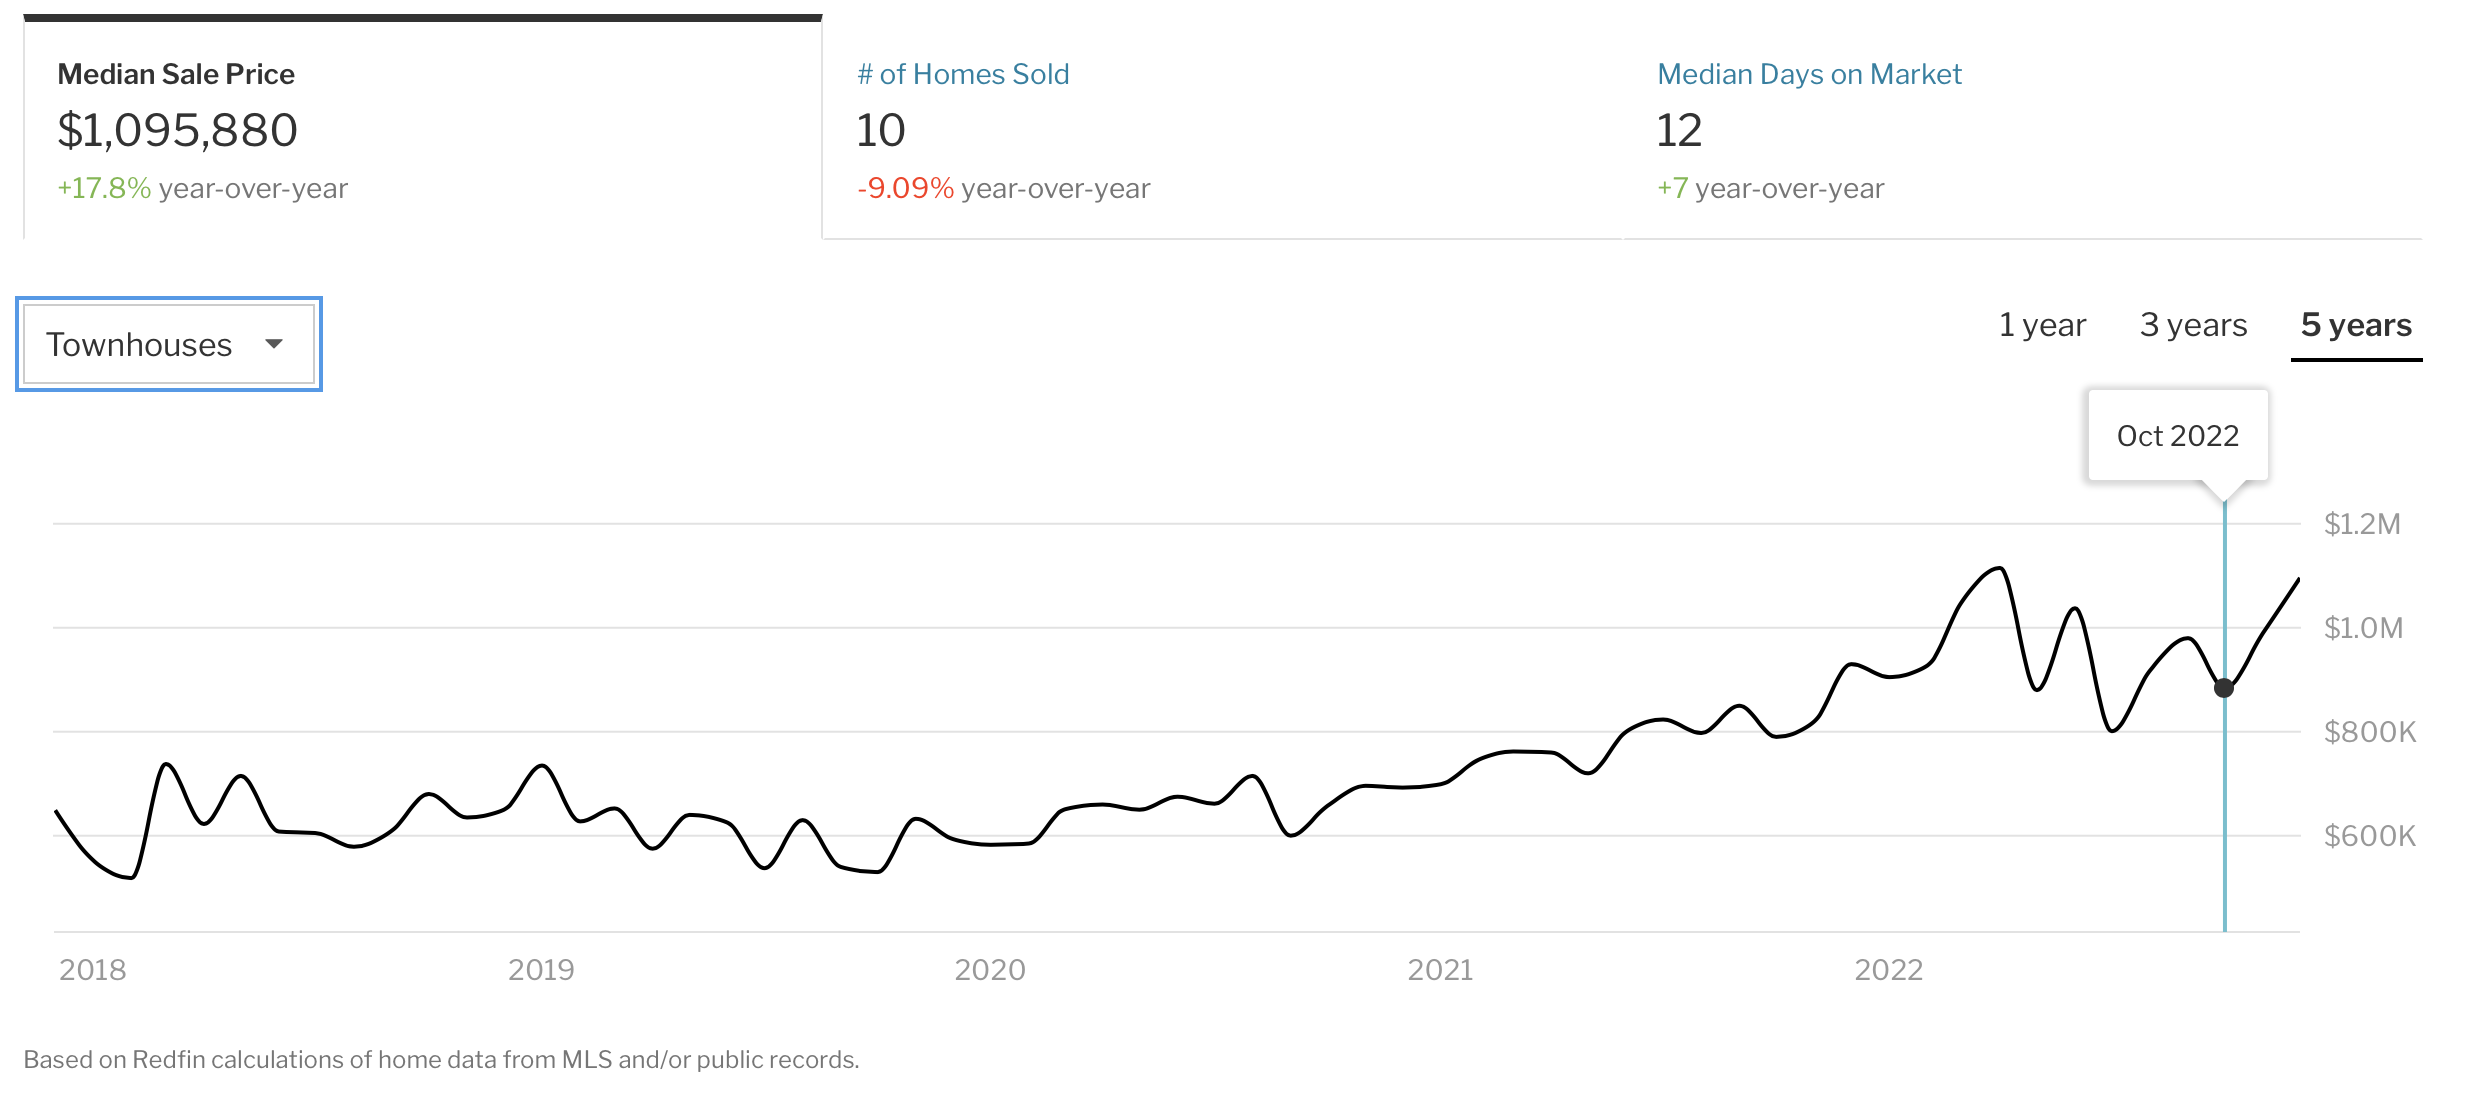 Median Sale Price
$1,095,880
+17.8% year-over-year
# of Homes Sold
10
-9.09% year-over-year
Median Days on Market
12
+7 year-over-year
Townhouses
1 year
3 years
5 years
Oct 2022
$1.2M
$1.0M
$800K
$600K
2018
2019
2020
2021
2022
Based on Redfin calculations of home data from MLS and/or public records.